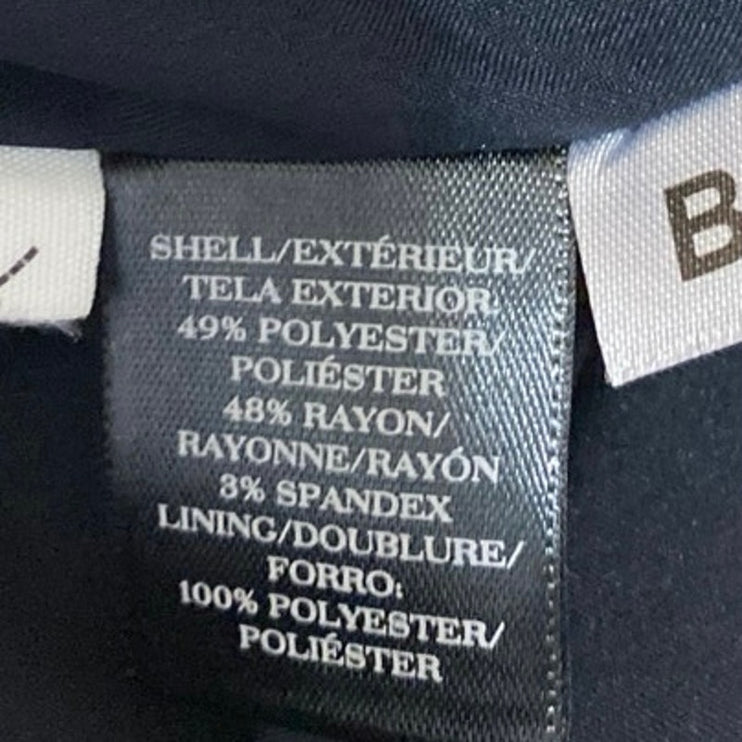 SHELL/EXTÉRIEUR/
TELA EXTERIOR:
49% POLYESTER/
POLIÉSTER
48% RAYON/
RAYONNE/RAYÓN
3% SPANDEX
LINING/DOUBLURE/
FORRO:
100% POLYESTER/
POLIÉSTER
B